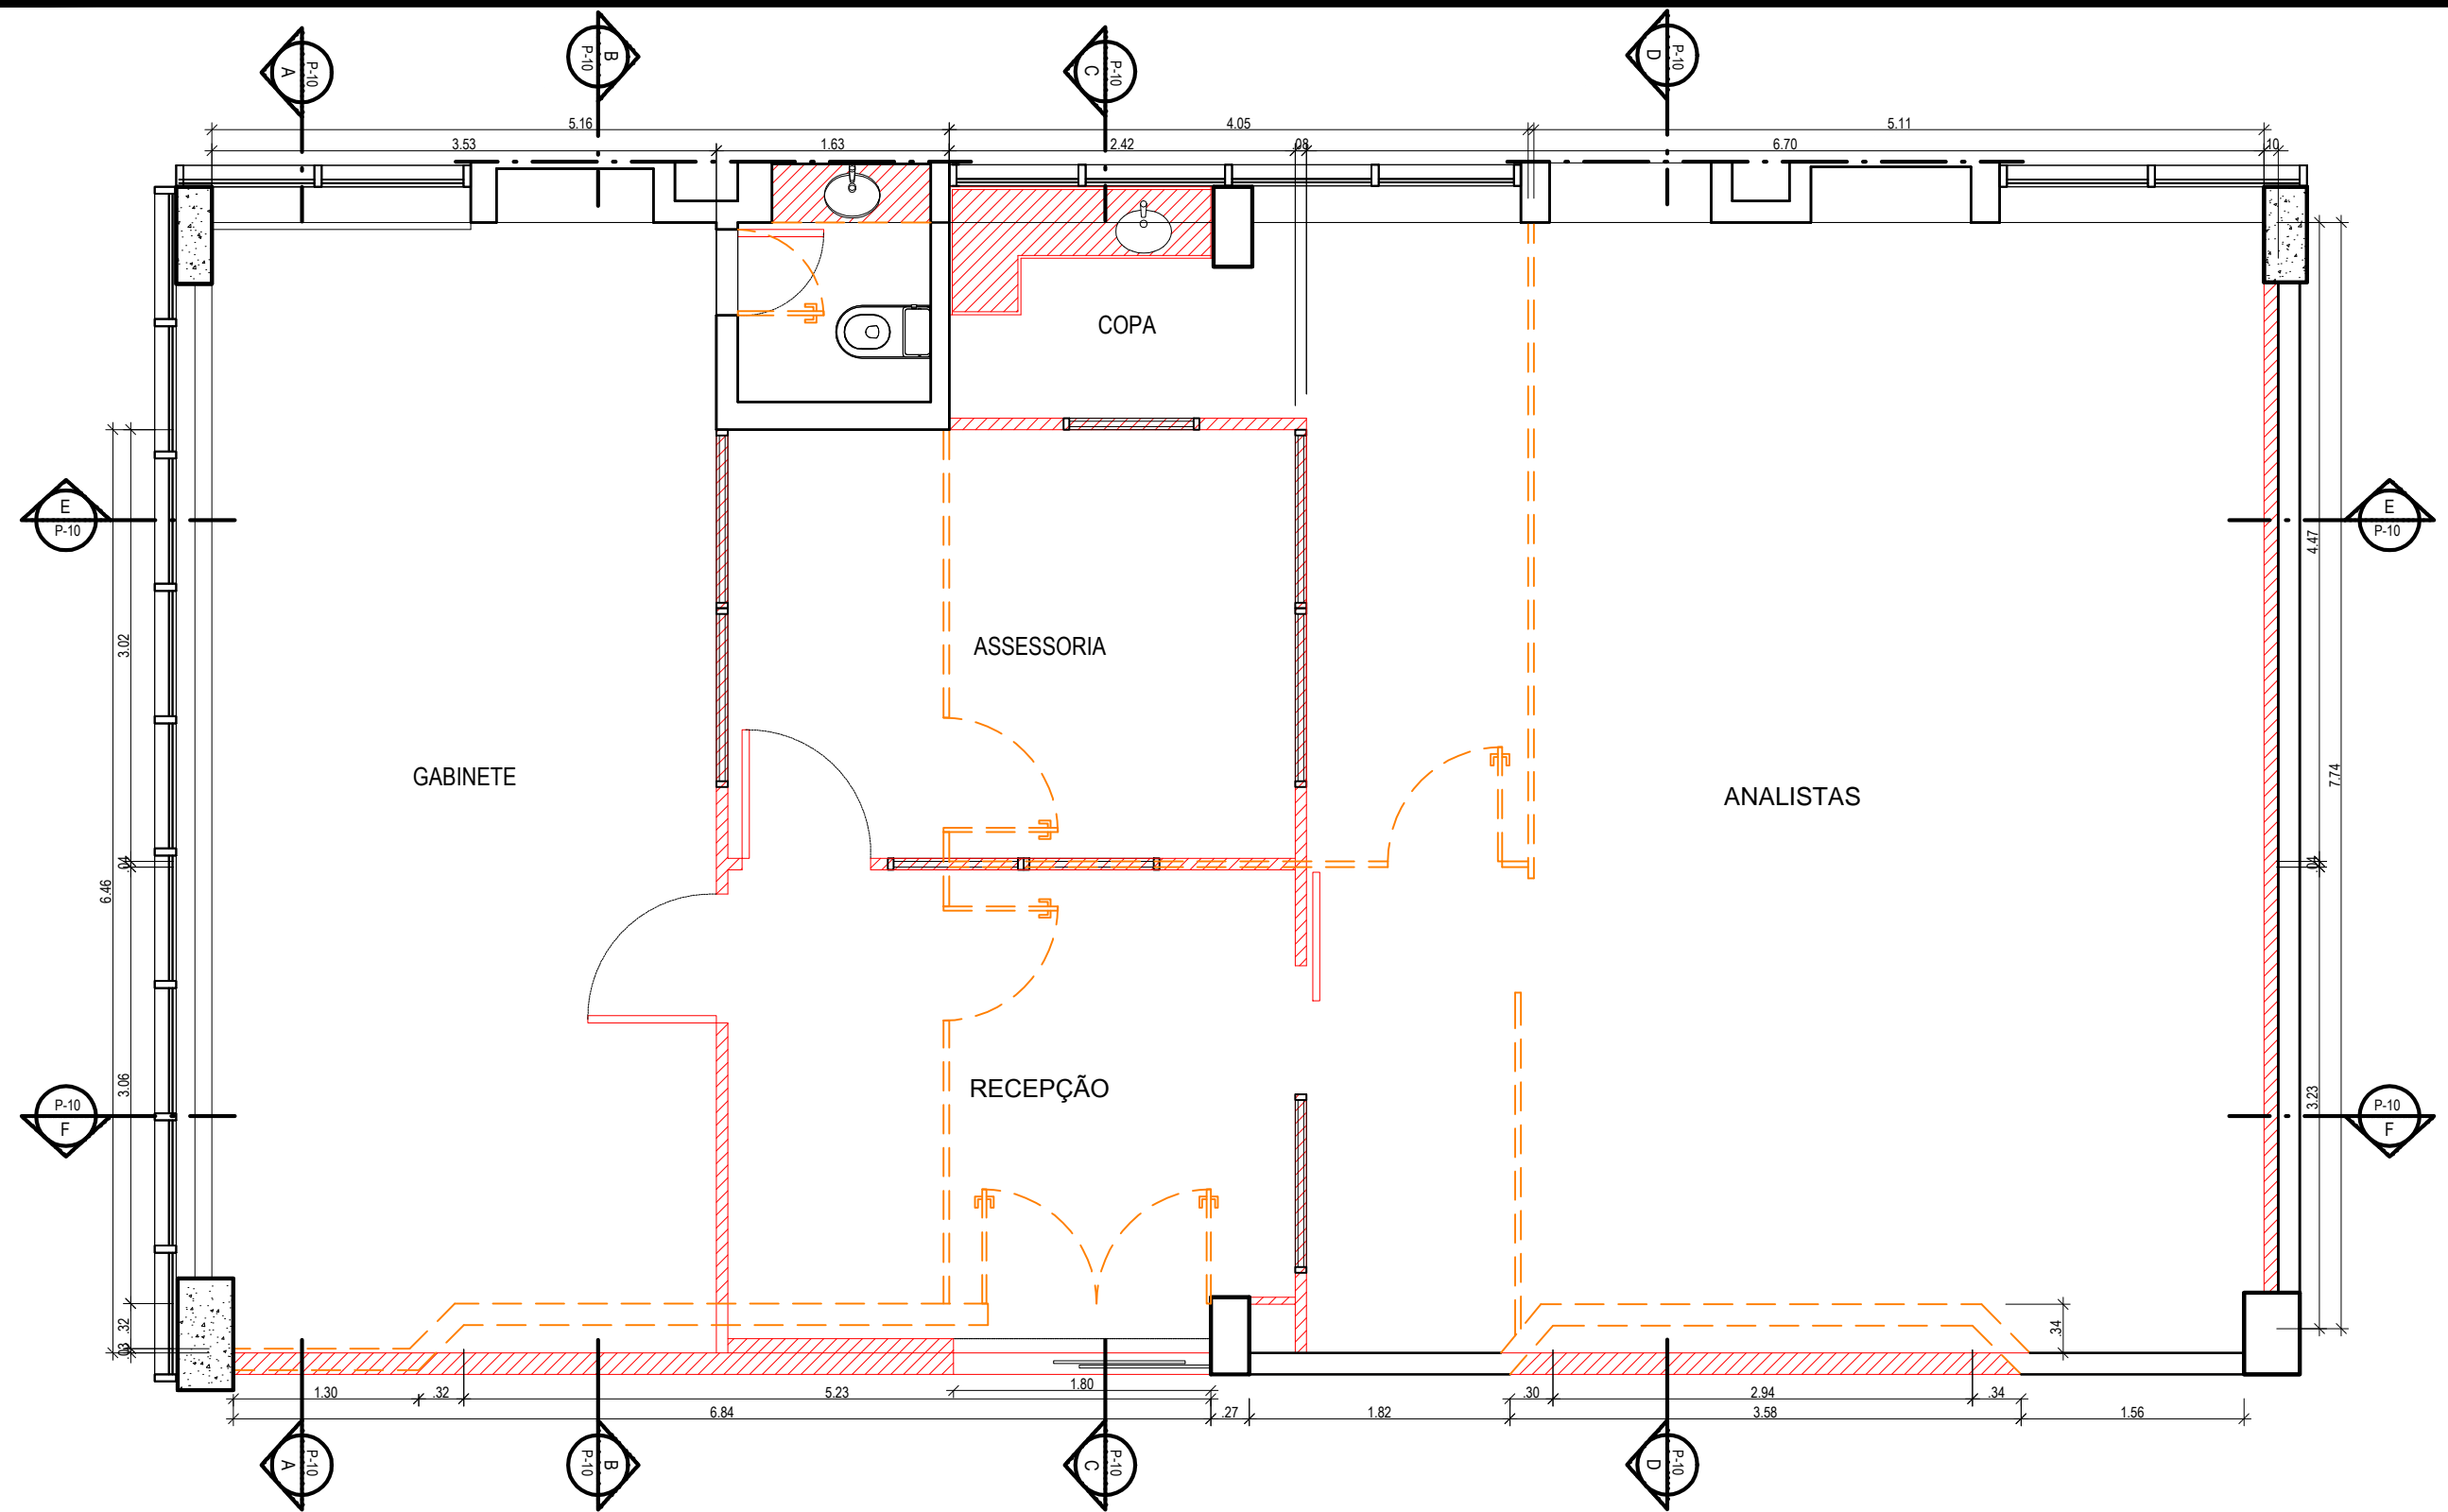 A
P-10
B
P-10
C
P-10
D
P-10
5.16
4.05
5.11
3.53
1.63
2.42
.08
6.70
.10
COPA
E
P-10
E
P-10
4.47
3.02
ASSESSORIA
GABINETE
ANALISTAS
7.74
.04
.04
6.46
3.06
RECEPÇÃO
3.23
P-10
F
P-10
F
.32
.03
.34
1.30
.32
5.23
1.80
.30
2.94
.34
6.84
.27
1.82
3.58
1.56
A
P-10
B
P-10
C
P-10
D
P-10